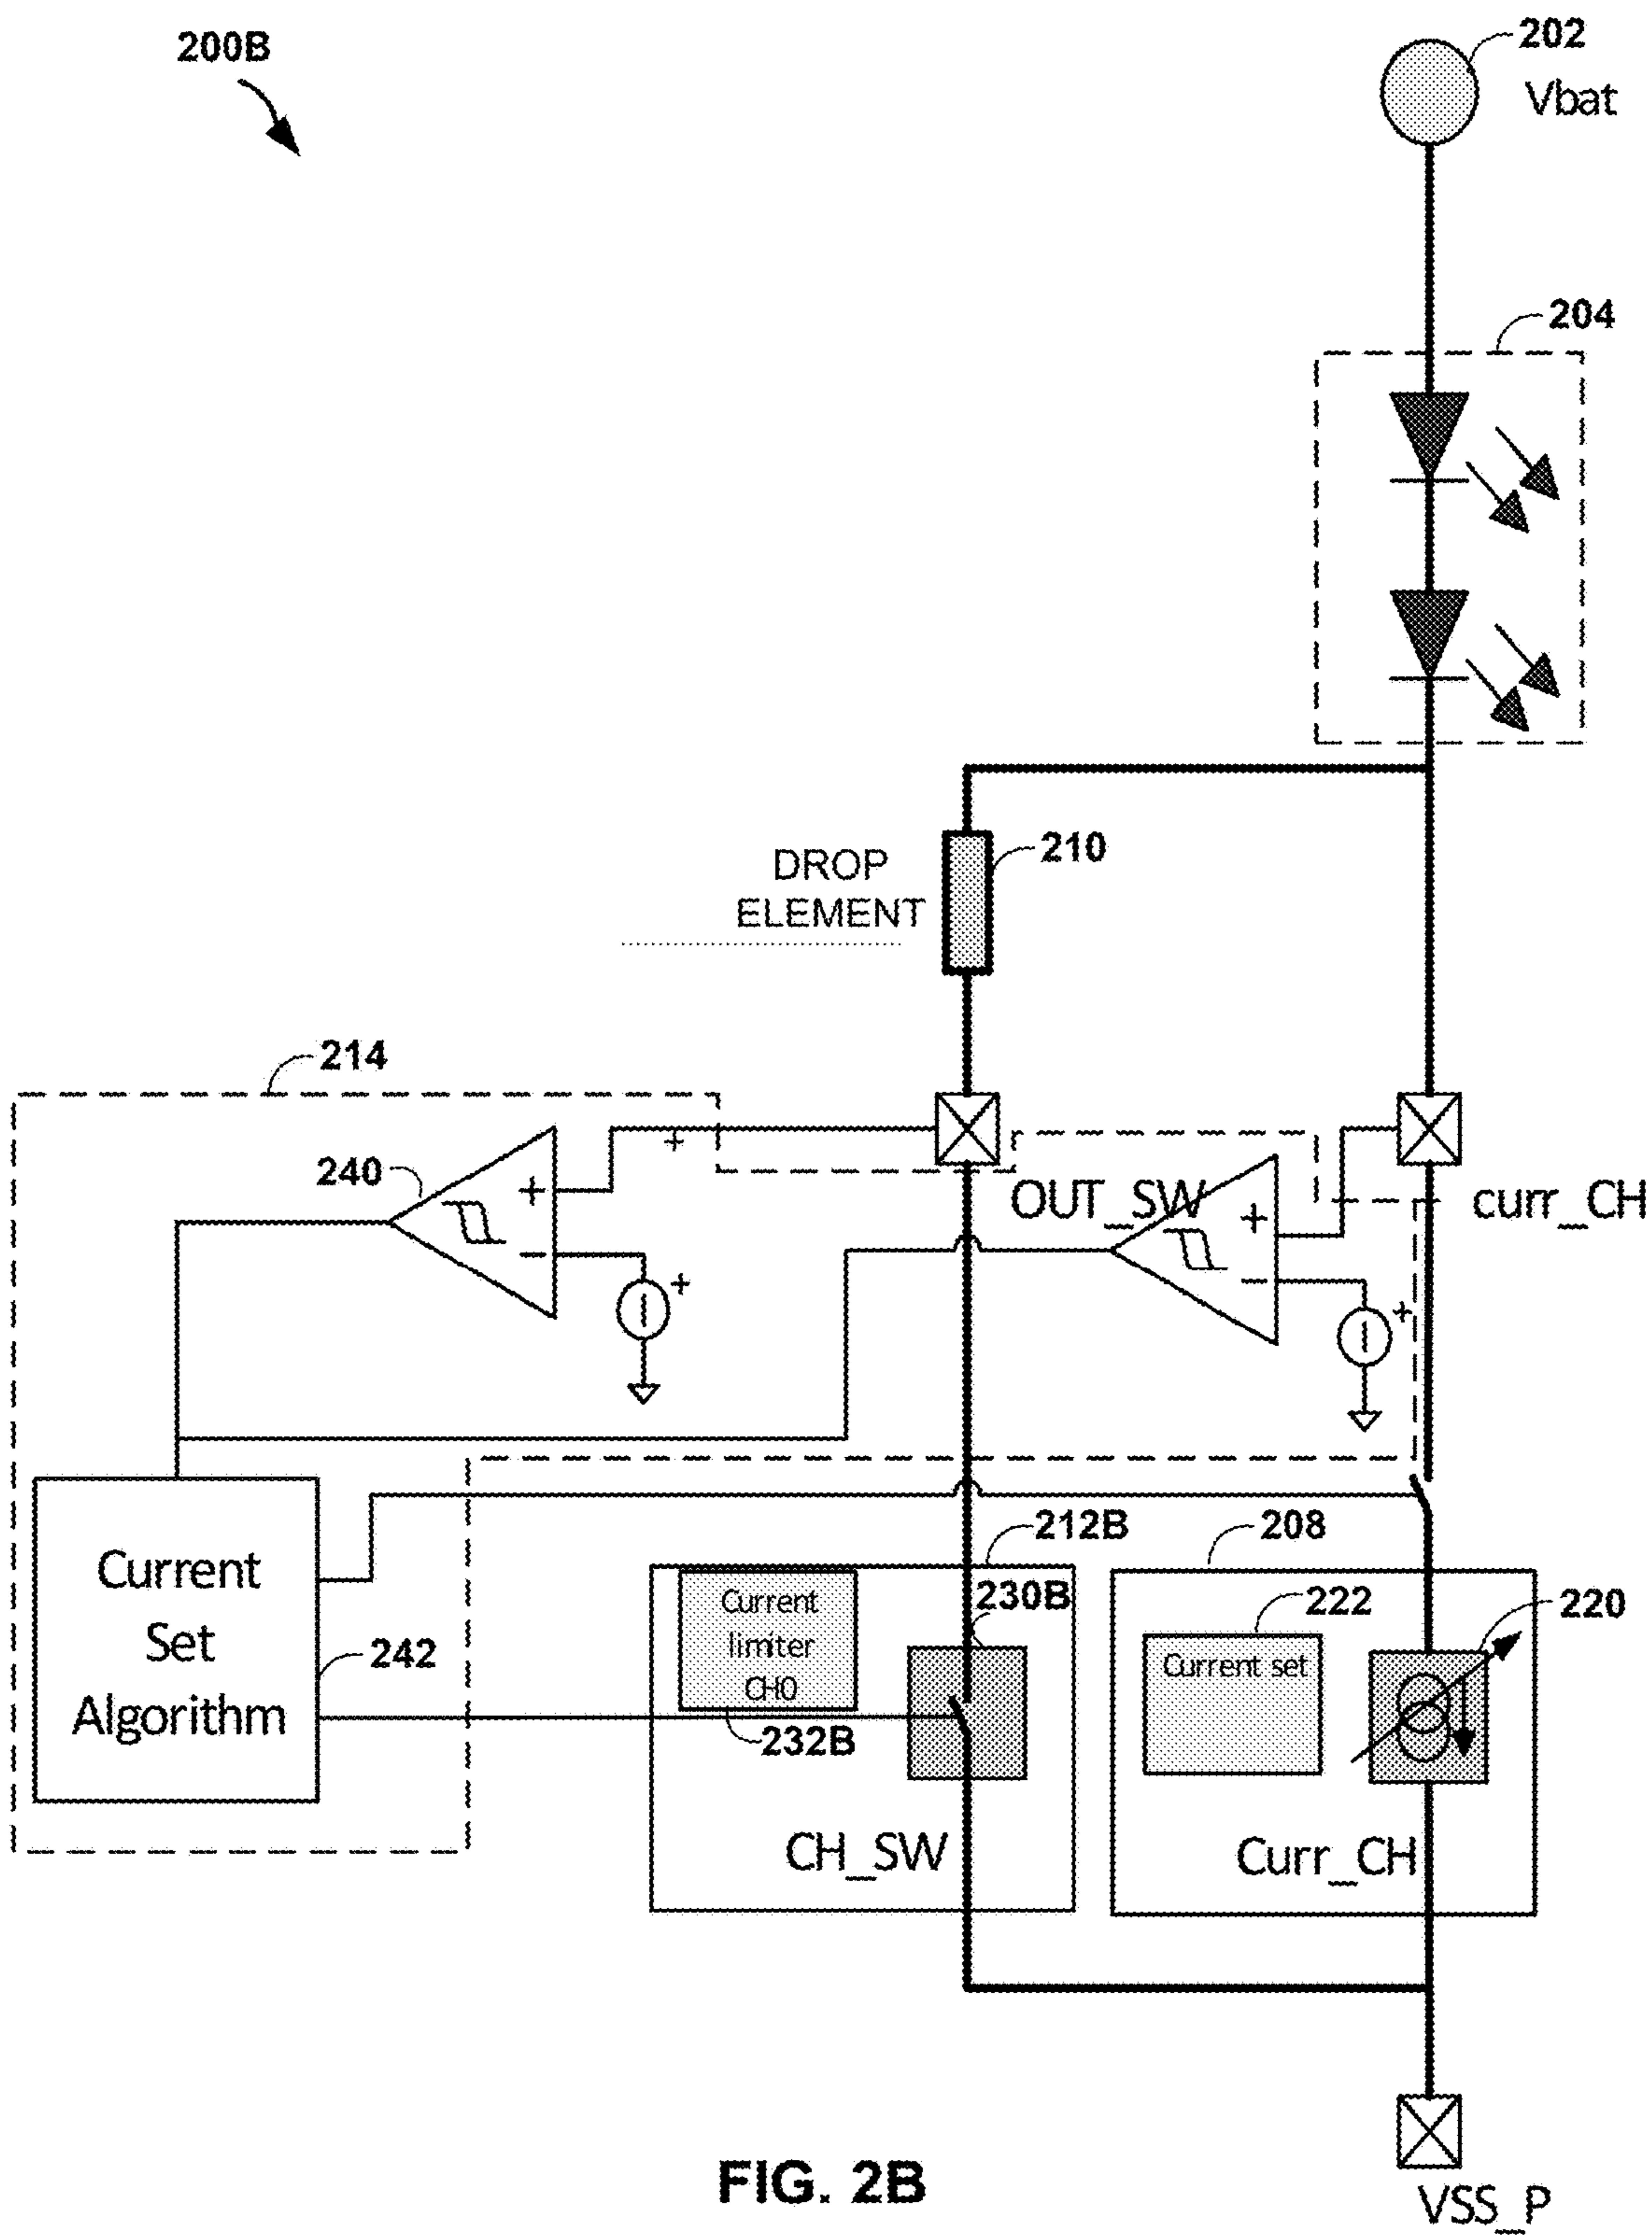 200B
202
Vbat
204
DROP
ELEMENT
210
214
240
+
+
OUT_SW
+
curr_CH
+
+
Current
Set
Algorithm
242
212B
208
Current
limiter
CH0
230B
232B
222
220
Current set
CH_SW
Curr_CH
FIG. 2B
VSS_P